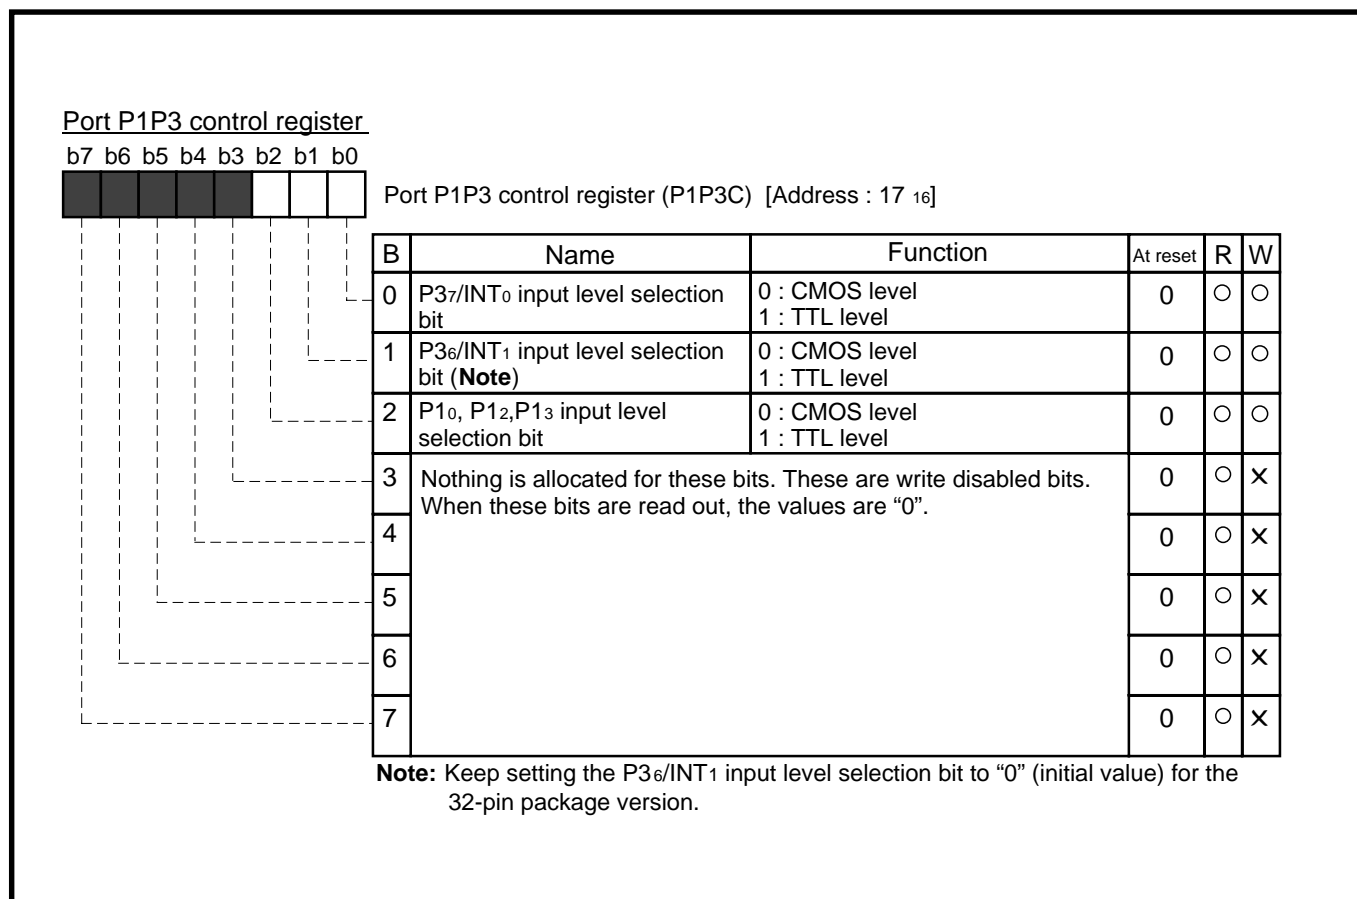 Port P1P3 control register
b7 b6 b5 b4 b3 b2 b1 b0
Port P1P3 control register (P1P3C) [Address : 17 16]
B Name Function At reset R W
0 P37/INT0 input level selection bit 0 : CMOS level 1 : TTL level 0 ○ ○
1 P36/INT1 input level selection bit (Note) 0 : CMOS level 1 : TTL level 0 ○ ○
2 P10, P12,P13 input level selection bit 0 : CMOS level 1 : TTL level 0 ○ ○
3 Nothing is allocated for these bits. These are write disabled bits. 0 ○ ×
When these bits are read out, the values are “0”.
4 0 ○ ×
5 0 ○ ×
6 0 ○ ×
7 0 ○ ×
Note: Keep setting the P36/INT1 input level selection bit to “0” (initial value) for the
32-pin package version.